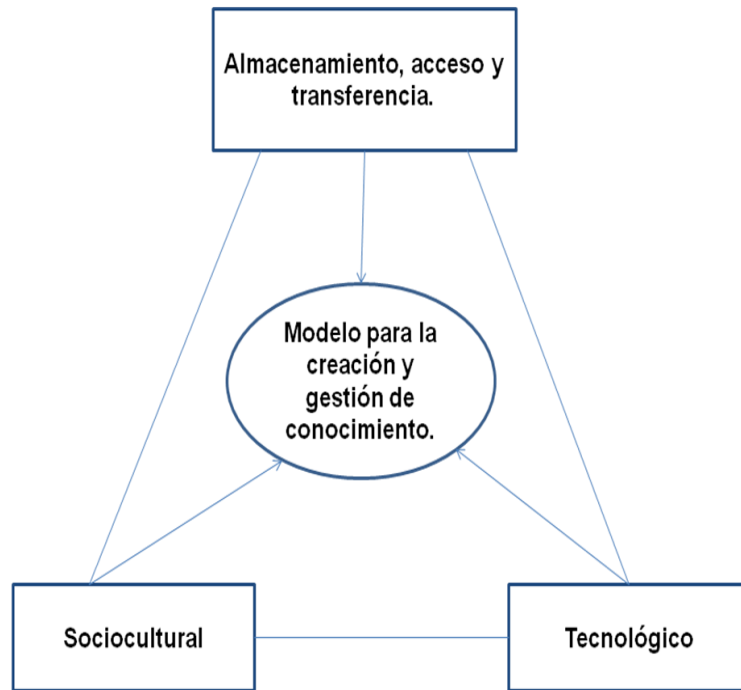 Almacenamiento, acceso y
transferencia.
Modelo para la
creación y
gestión de
conocimiento.
Sociocultural
Tecnológico